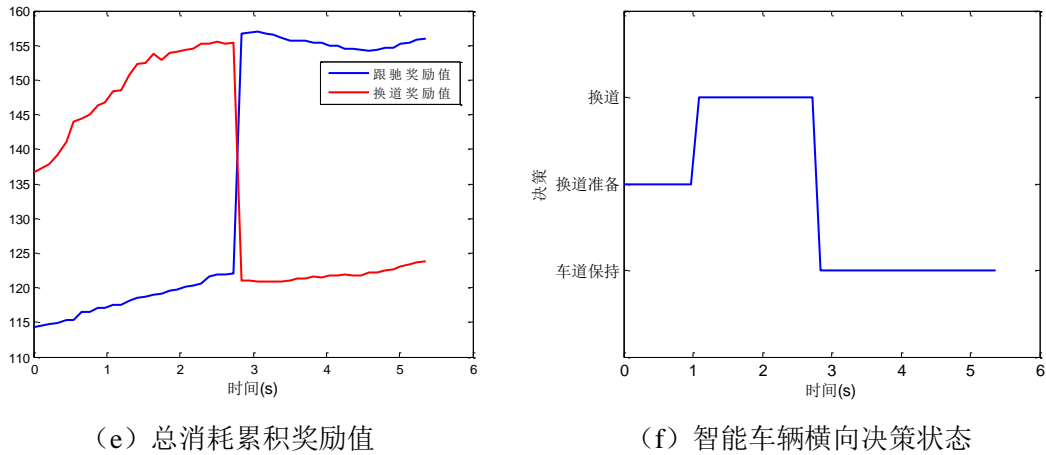 160
155
150
145
140
135
130
125
120
115
110
0 1 2 3 4 5 6
时间(s)
跟驰奖励值
换道奖励值
决策
换道
换道准备
车道保持
0 1 2 3 4 5 6
时间(s)
（e）总消耗累积奖励值
（f）智能车辆横向决策状态